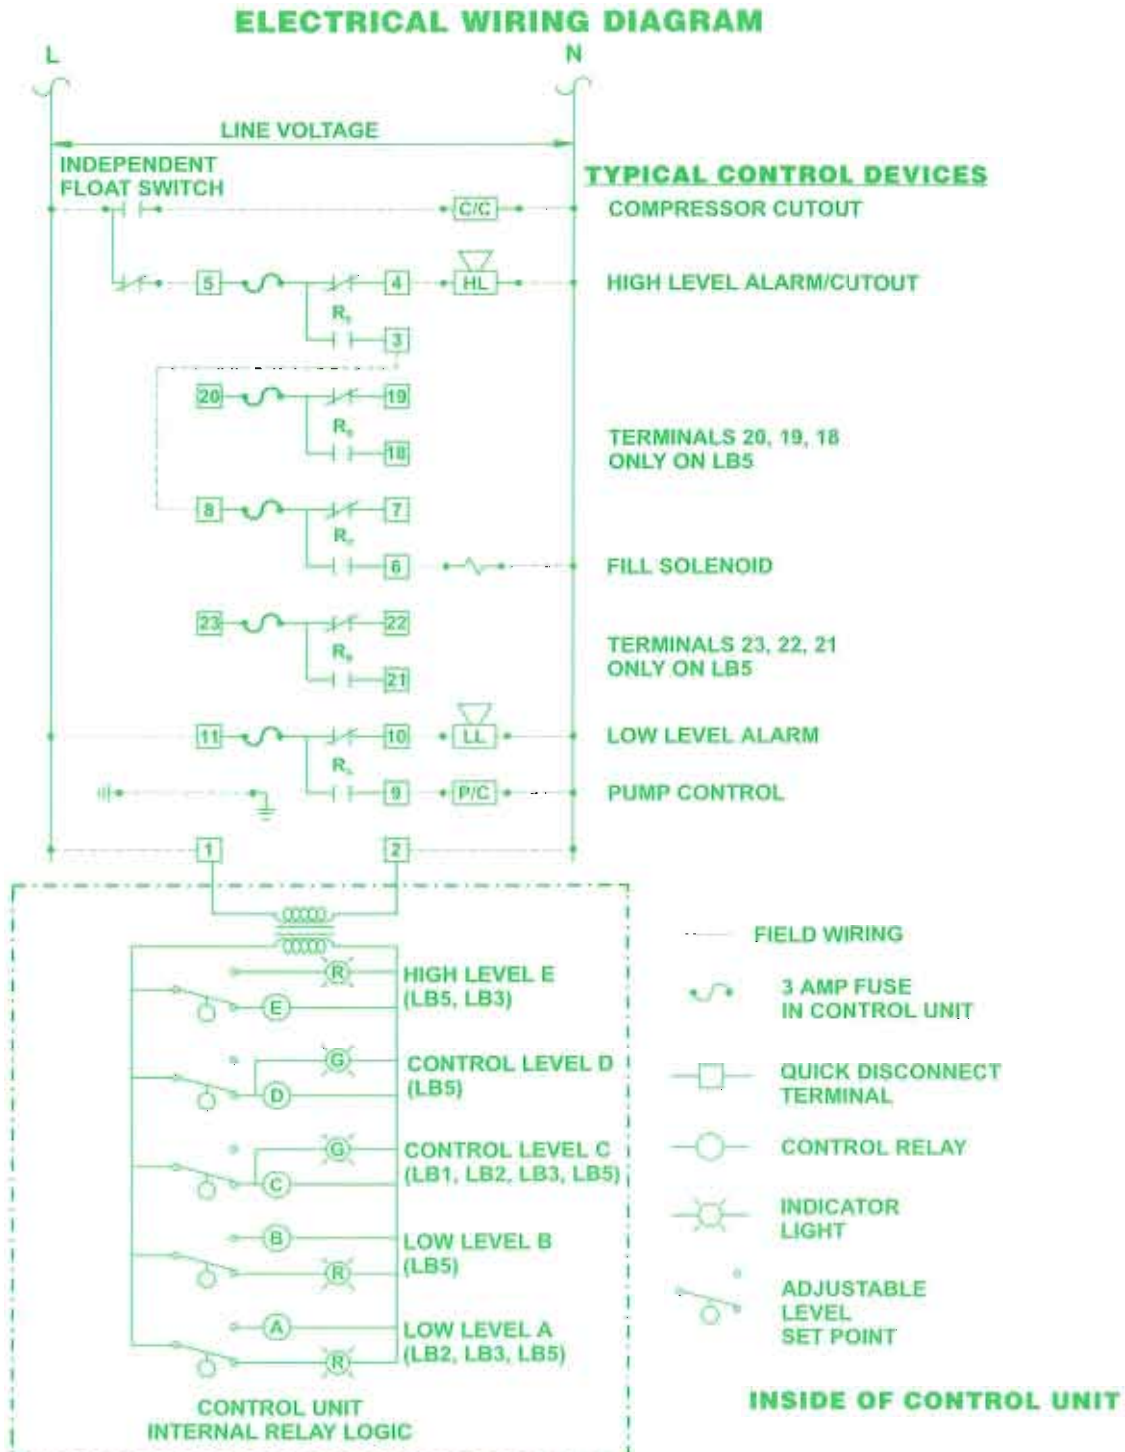 ELECTRICAL WIRING DIAGRAM
L N
LINE VOLTAGE
INDEPENDENT
FLOAT SWITCH
TYPICAL CONTROL DEVICES
C/C COMPRESSOR CUTOUT
5 4 HL HIGH LEVEL ALARM/CUTOUT
3
20 19
18
TERMINALS 20, 19, 18
ONLY ON LB5
8 7
6 FILL SOLENOID
23 22
21
TERMINALS 23, 22, 21
ONLY ON LB5
11 10 LL LOW LEVEL ALARM
9 P/C PUMP CONTROL
1 2
R HIGH LEVEL E
E (LB5, LB3)
G CONTROL LEVEL D
D (LB5)
G CONTROL LEVEL C
C (LB1, LB2, LB3, LB5)
B LOW LEVEL B
R (LB5)
A LOW LEVEL A
R (LB2, LB3, LB5)
CONTROL UNIT
INTERNAL RELAY LOGIC
FIELD WIRING
3 AMP FUSE
IN CONTROL UNIT
QUICK DISCONNECT
TERMINAL
CONTROL RELAY
INDICATOR
LIGHT
ADJUSTABLE
LEVEL
SET POINT
INSIDE OF CONTROL UNIT